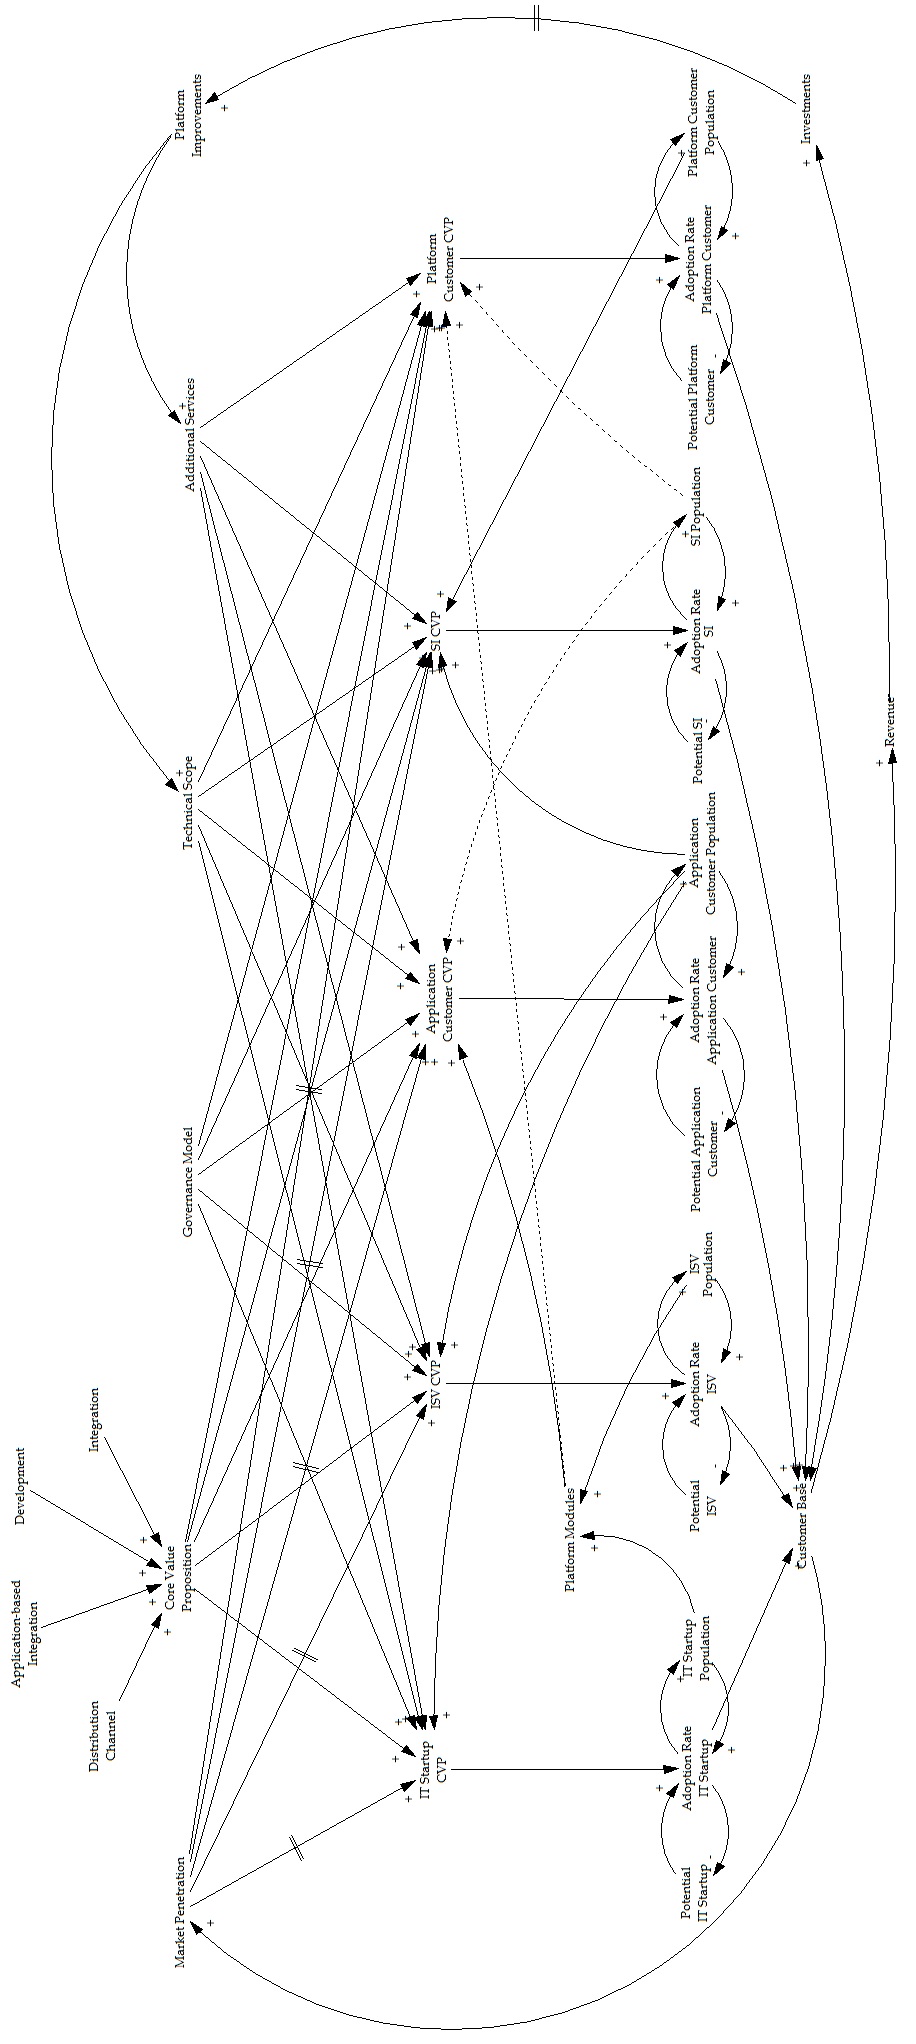 Application-based
Integration
Development
Distribution
Channel
Integration
Market Penetration
Core Value
Proposition
Governance Model
Technical Scope
Additional Services
Platform
Improvements
IT Startup
CVP
ISV CVP
Application
Customer CVP
SI CVP
Platform
Customer CVP
Platform Modules
Potential
IT Startup
Adoption Rate
IT Startup
IT Startup
Population
Potential
ISV
Adoption Rate
ISV
ISV
Population
Potential Application
Customer
Adoption Rate
Application Customer
Application
Customer Population
Potential SI
Adoption Rate
SI
SI Population
Potential Platform
Customer
Adoption Rate
Platform Customer
Platform Customer
Population
Customer Base
Investments
Revenue